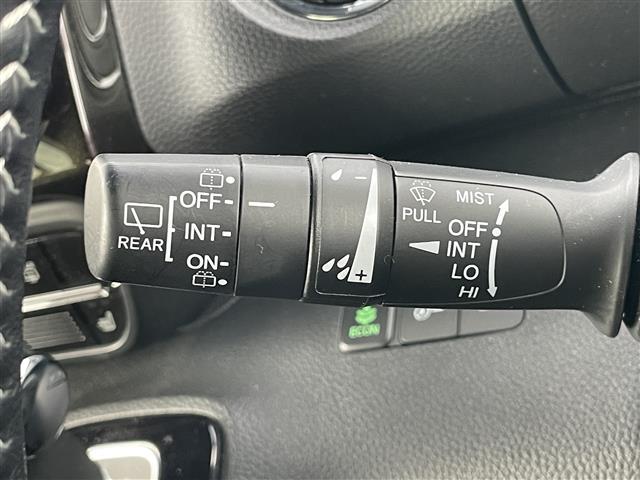 OFF
INT
ON
REAR
-
+
PULL
MIST
OFF
INT
LO
HI
ECON